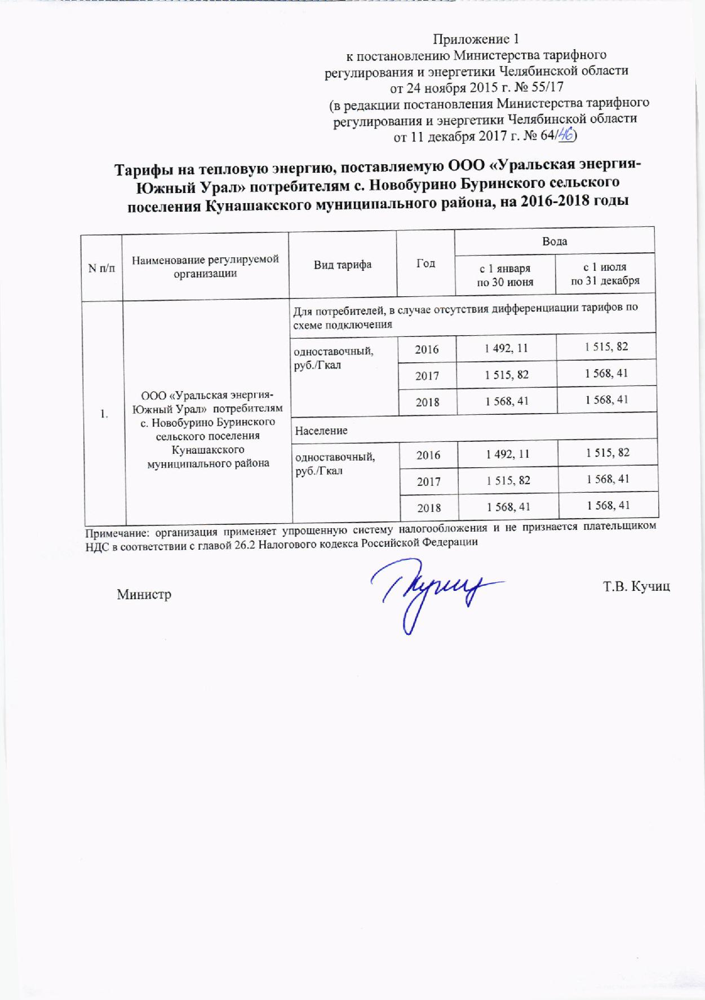 Приложение 1
к постановлению Министерства тарифного
регулирования и энергетики Челябинской области
от 24 ноября 2015 г. № 55/17
(в редакции постановления Министерства тарифного
регулирования и энергетики Челябинской области
от 11 декабря 2017 г. № 64/46)
Тарифы на тепловую энергию, поставляемую ООО «Уральская энергия-
Южный Урал» потребителям с. Новобурино Буринского сельского
поселения Кунашакского муниципального района, на 2016-2018 годы
N п/п
Наименование регулируемой
организации
Вид тарифа
Год
Вода
с 1 января
по 30 июня
с 1 июля
по 31 декабря
1.
ООО «Уральская энергия-
Южный Урал» потребителям
с. Новобурино Буринского
сельского поселения
Кунашакского
муниципального района
Для потребителей, в случае отсутствия дифференциации тарифов по
схеме подключения
одноставочный,
руб./Гкал
2016 1 492, 11 1 515, 82
2017 1 515, 82 1 568, 41
2018 1 568, 41 1 568, 41
Население
одноставочный,
руб./Гкал
2016 1 492, 11 1 515, 82
2017 1 515, 82 1 568, 41
2018 1 568, 41 1 568, 41
Примечание: организация применяет упрощенную систему налогообложения и не признается плательщиком
НДС в соответствии с главой 26.2 Налогового кодекса Российской Федерации
Министр Т.В. Кучиц